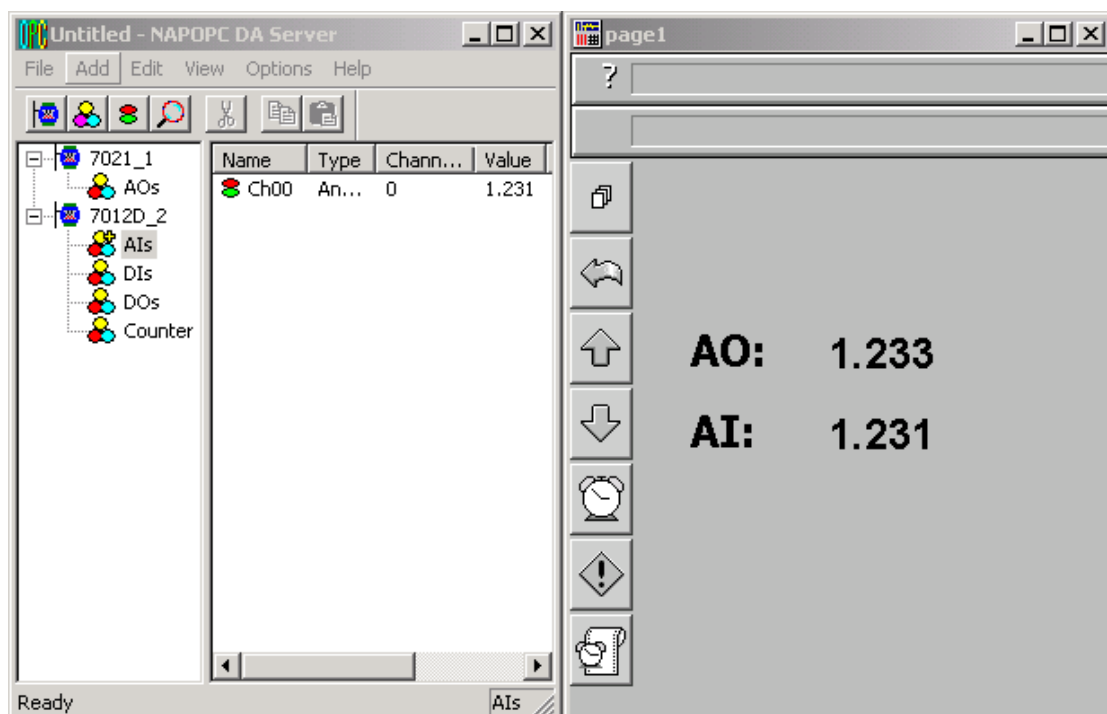 Untitled - NAPOPC DA Server
File Add Edit View Options Help
7021_1
AOs
7012D_2
AIs
DIs
DOs
Counter
Name Type Chann... Value
Ch00 An... 0 1.231
Ready AIs
page1
?
AO: 1.233
AI: 1.231